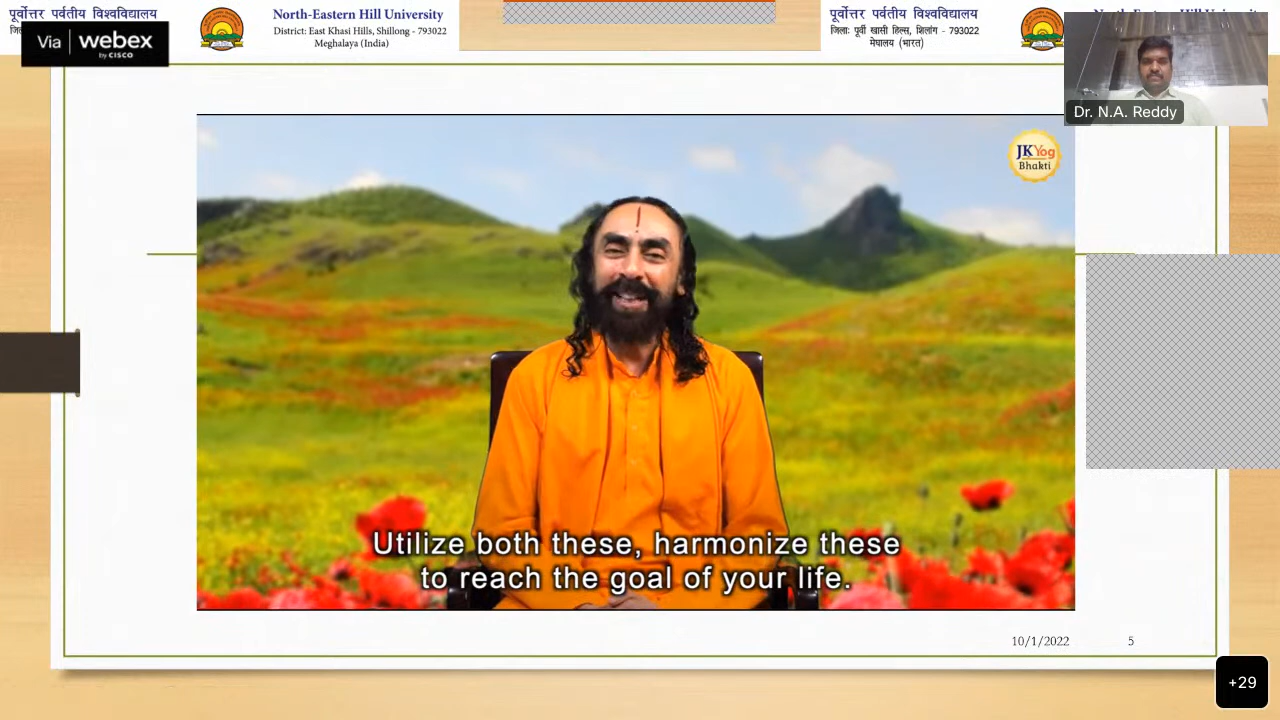 पूर्वोत्तर पर्वतीय विश्वविद्यालय
North-Eastern Hill University
District: East Khasi Hills, Shillong - 793022
Meghalaya (India)
पूर्वोत्तर पर्वतीय विश्वविद्यालय
जिला: पूर्वी खासी हिल्स, शिलांग - 793022
मेघालय (भारत)
Via webex
by CISCO
Dr. N.A. Reddy
JKYog
Bhakti
Utilize both these, harmonize these
to reach the goal of your life.
10/1/2022 5
+29